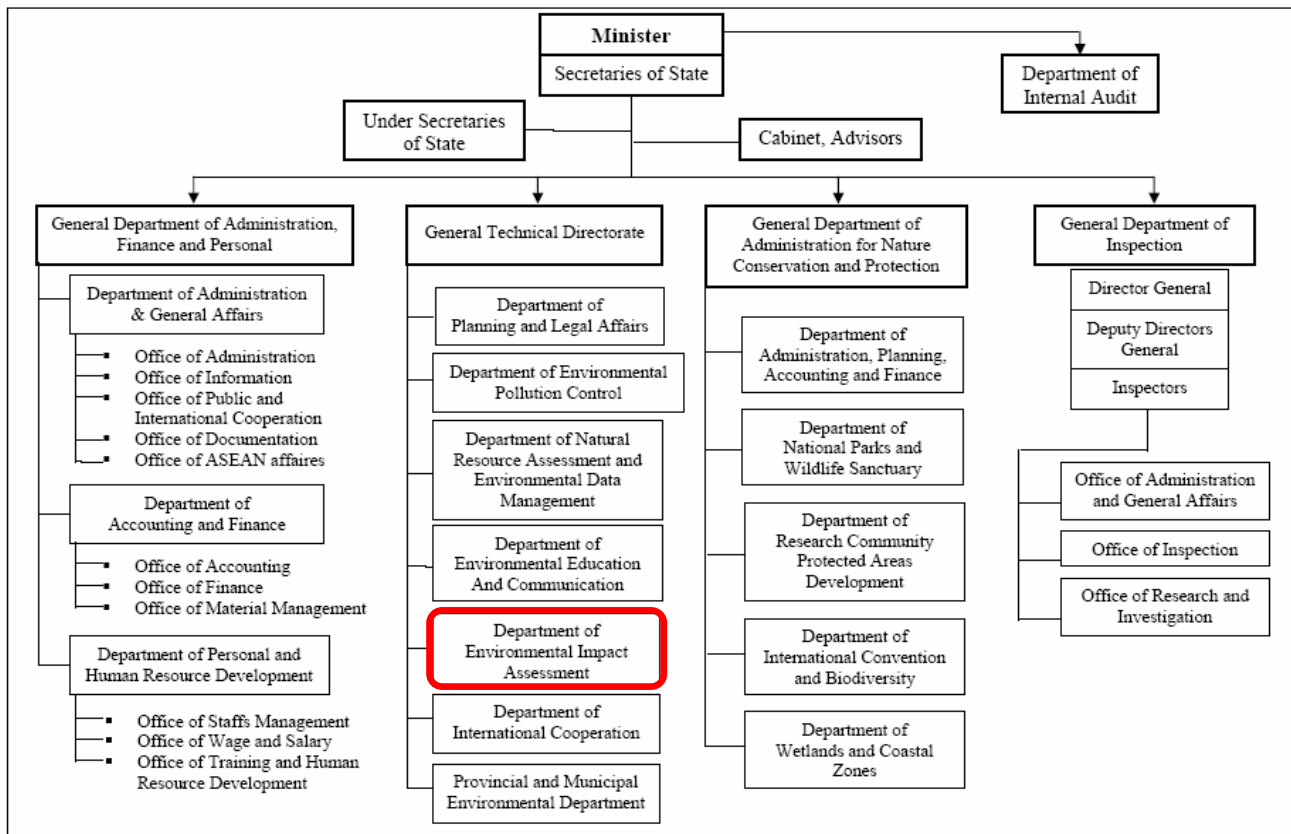 Minister
Secretaries of State
Department of
Internal Audit
Under Secretaries
of State
Cabinet, Advisors
General Department of Administration,
Finance and Personal
Department of Administration
& General Affairs
Office of Administration
Office of Information
Office of Public and
International Cooperation
Office of Documentation
Office of ASEAN affaires
Department of
Accounting and Finance
Office of Accounting
Office of Finance
Office of Material Management
Department of Personal and
Human Resource Development
Office of Staffs Management
Office of Wage and Salary
Office of Training and Human
Resource Development
General Technical Directorate
Department of
Planning and Legal Affairs
Department of Environmental
Pollution Control
Department of Natural
Resource Assessment and
Environmental Data
Management
Department of
Environmental Education
And Communication
Department of
Environmental Impact
Assessment
Department of
International Cooperation
Provincial and Municipal
Environmental Department
General Department of
Administration for Nature
Conservation and Protection
Department of
Administration, Planning,
Accounting and Finance
Department of
National Parks and
Wildlife Sanctuary
Department of
Research Community
Protected Areas
Development
Department of
International Convention
and Biodiversity
Department of
Wetlands and Coastal
Zones
General Department of
Inspection
Director General
Deputy Directors
General
Inspectors
Office of Administration
and General Affairs
Office of Inspection
Office of Research and
Investigation